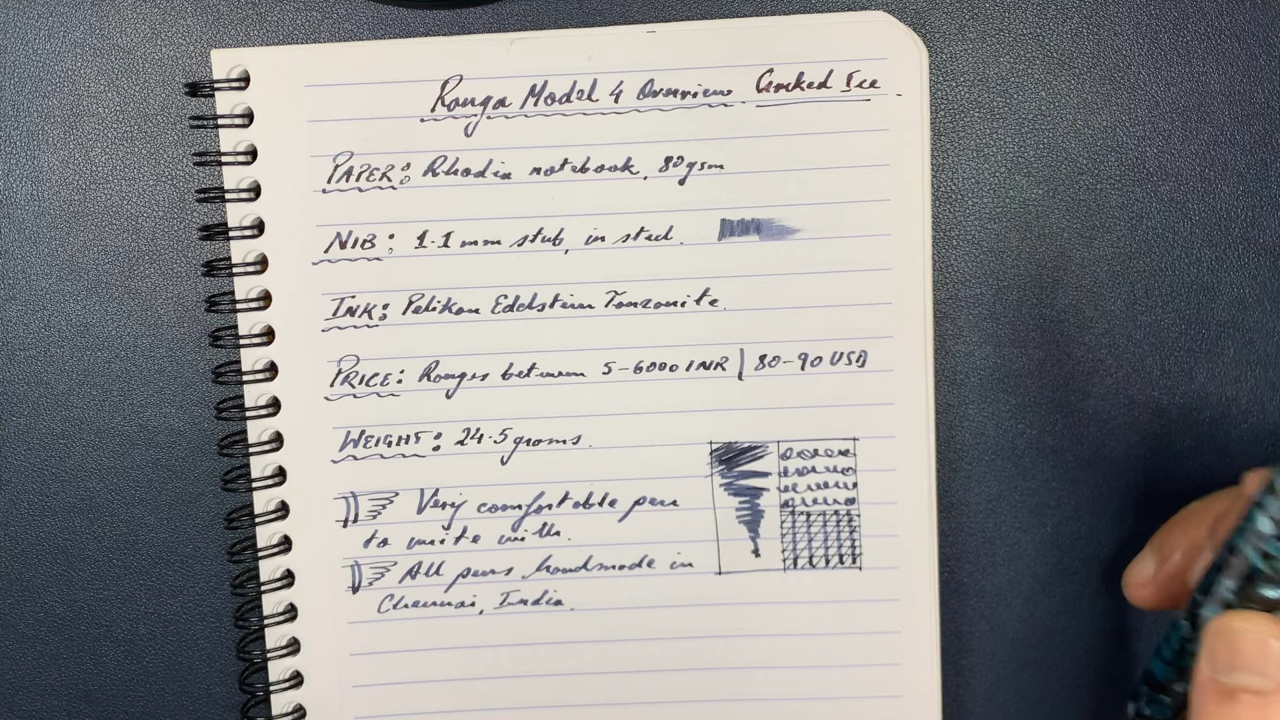 Ranga Model 4 Overview. Cracked Ice.
PAPER: Rhodia notebook, 80gsm
NIB: 1.1mm stub, in steel.
INK: Pelikan Edelstein Tanzanite.
PRICE: Ranges between 5-6000 INR | 80-90 USD
WEIGHT: 24.5 grams.
Very comfortable pen
to write with.
All pens handmade in
Chennai, India.